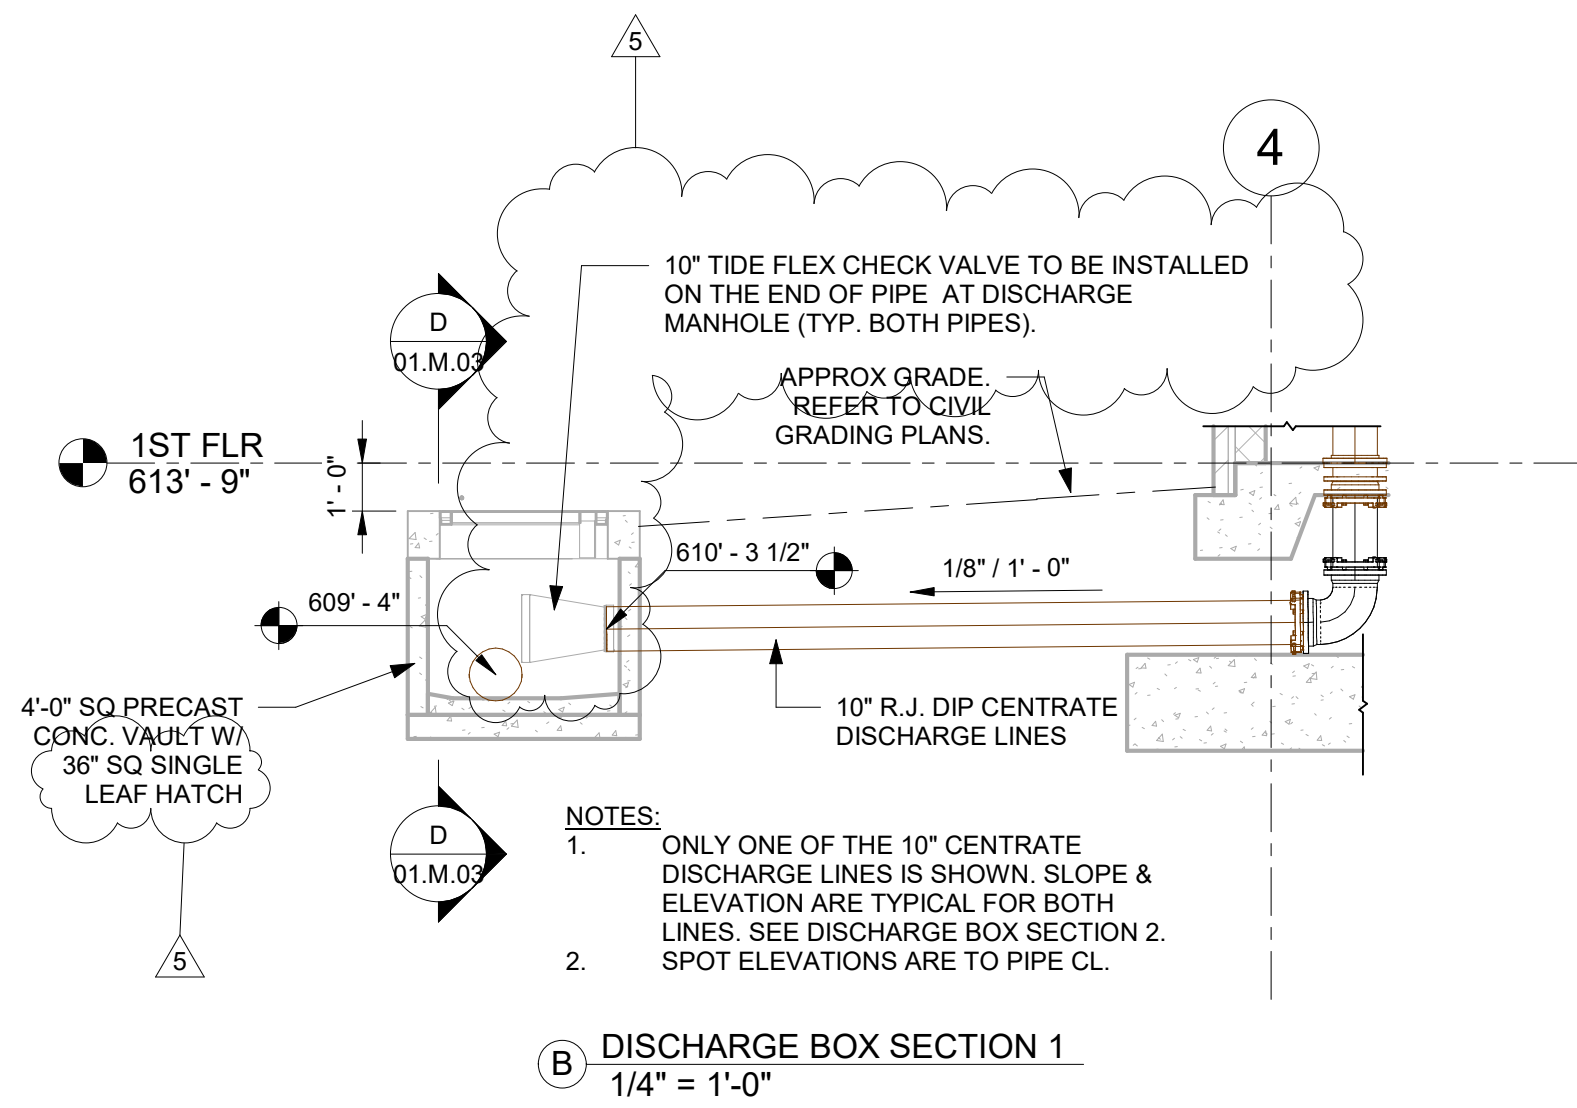 5
4
10" TIDE FLEX CHECK VALVE TO BE INSTALLED
ON THE END OF PIPE AT DISCHARGE
MANHOLE (TYP. BOTH PIPES).
D
01.M.03
APPROX GRADE.
REFER TO CIVIL
GRADING PLANS.
1ST FLR
613' - 9"
1' - 0"
610' - 3 1/2"
1/8" / 1' - 0"
609' - 4"
4'-0" SQ PRECAST
CONC. VAULT W/
36" SQ SINGLE
LEAF HATCH
10" R.J. DIP CENTRATE
DISCHARGE LINES
D
01.M.03
5
NOTES:
1. ONLY ONE OF THE 10" CENTRATE
DISCHARGE LINES IS SHOWN. SLOPE &
ELEVATION ARE TYPICAL FOR BOTH
LINES. SEE DISCHARGE BOX SECTION 2.
2. SPOT ELEVATIONS ARE TO PIPE CL.
B DISCHARGE BOX SECTION 1
1/4" = 1'-0"